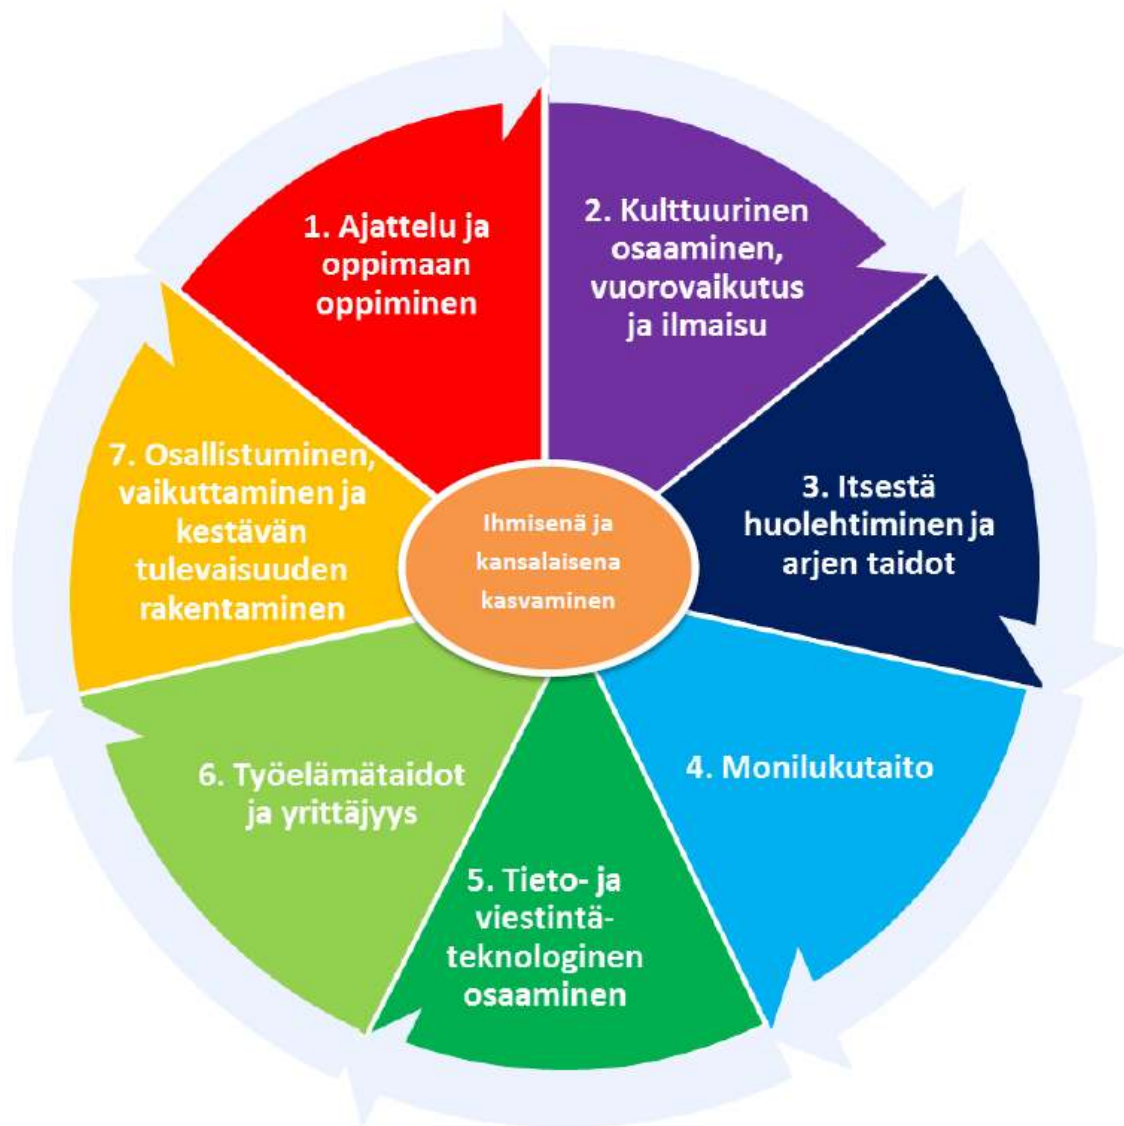 1. Ajattelu ja
oppimaan
oppiminen
2. Kulttuurinen
osaaminen,
vuorovaikutus
ja ilmaisu
3. Itsestä
huolehtiminen ja
arjen taidot
4. Monilukutaito
5. Tieto- ja
viestintä-
teknologinen
osaaminen
6. Työelämätaidot
ja yrittäjyys
7. Osallistuminen,
vaikuttaminen ja
kestävän
tulevaisuuden
rakentaminen
Ihmisenä ja
kansalaisena
kasvaminen